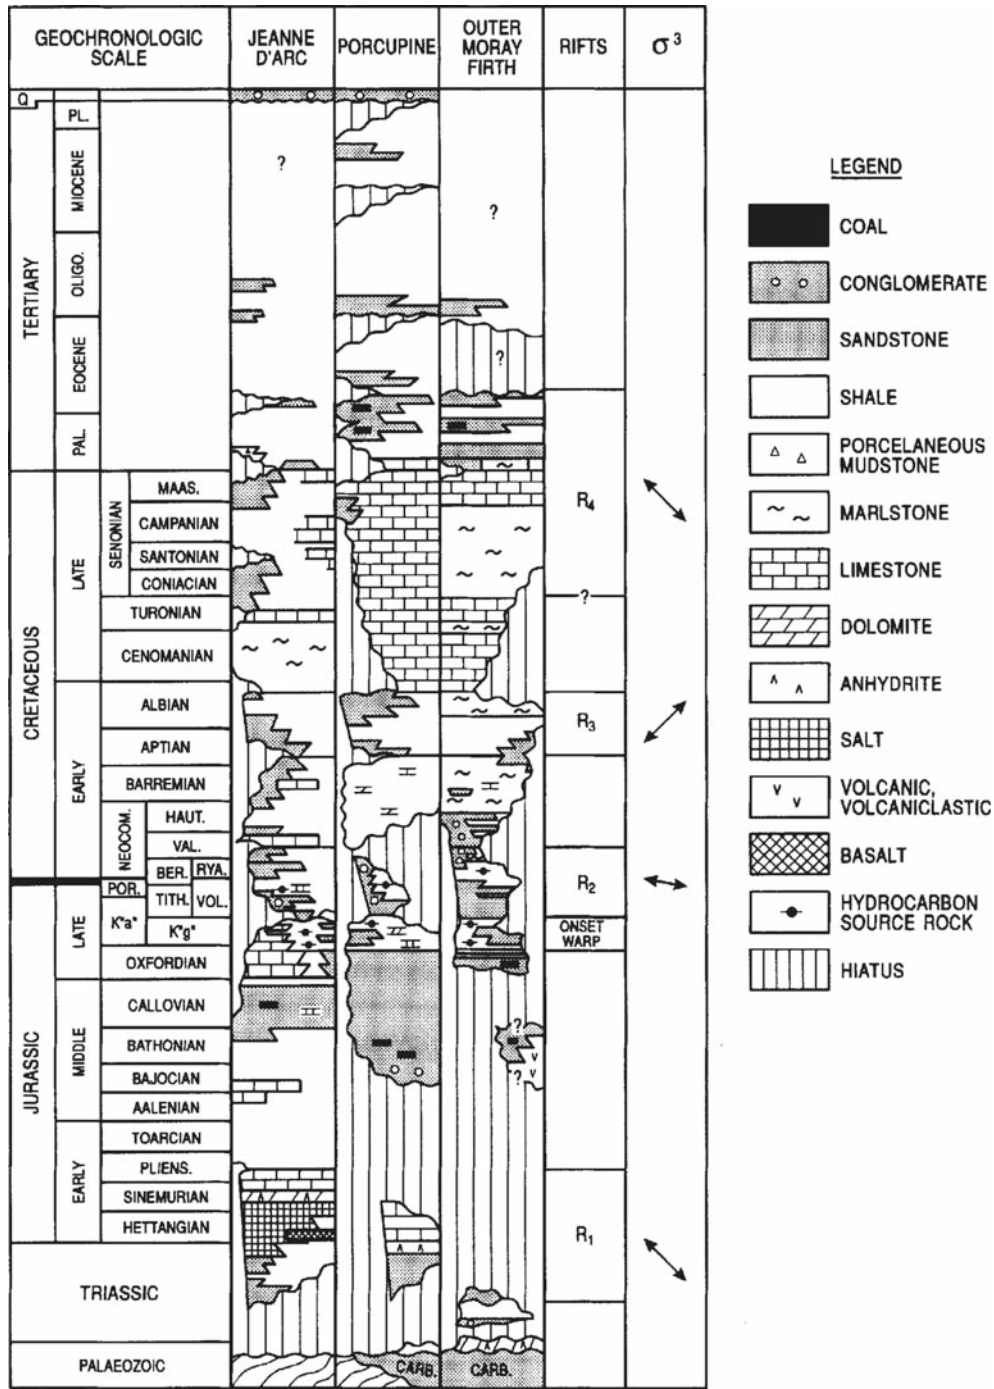 GEOCHRONOLOGIC
SCALE
JEANNE
D'ARC
PORCUPINE
OUTER
MORAY
FIRTH
RIFTS
σ3
Q
TERTIARY
PL.
MIOCENE
OLIGO.
EOCENE
PAL.
CRETACEOUS
LATE
SENONIAN
MAAS.
CAMPANIAN
SANTONIAN
CONIACIAN
TURONIAN
CENOMANIAN
EARLY
ALBIAN
APTIAN
BARREMIAN
NEOCOM.
HAUT.
VAL.
BER.
RYA.
JURASSIC
LATE
POR.
TITH.
VOL.
K"a"
K"g"
OXFORDIAN
MIDDLE
CALLOVIAN
BATHONIAN
BAJOCIAN
AALENIAN
EARLY
TOARCIAN
PLIENS.
SINEMURIAN
HETTANGIAN
TRIASSIC
PALAEOZOIC
?
?
?
?
?
CARB.
CARB.
R4
?
R3
R2
ONSET
WARP
R1
LEGEND
COAL
CONGLOMERATE
SANDSTONE
SHALE
PORCELANEOUS
MUDSTONE
MARLSTONE
LIMESTONE
DOLOMITE
ANHYDRITE
SALT
VOLCANIC,
VOLCANICLASTIC
BASALT
HYDROCARBON
SOURCE ROCK
HIATUS